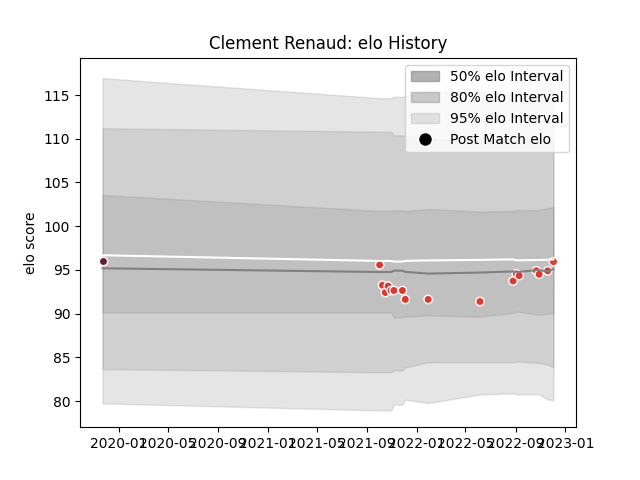 Clement Renaud: elo History
50% elo Interval
80% elo Interval
95% elo Interval
Post Match elo
elo score
115
110
105
100
95
90
85
80
2020-01 2020-05 2020-09 2021-01 2021-05 2021-09 2022-01 2022-05 2022-09 2023-01